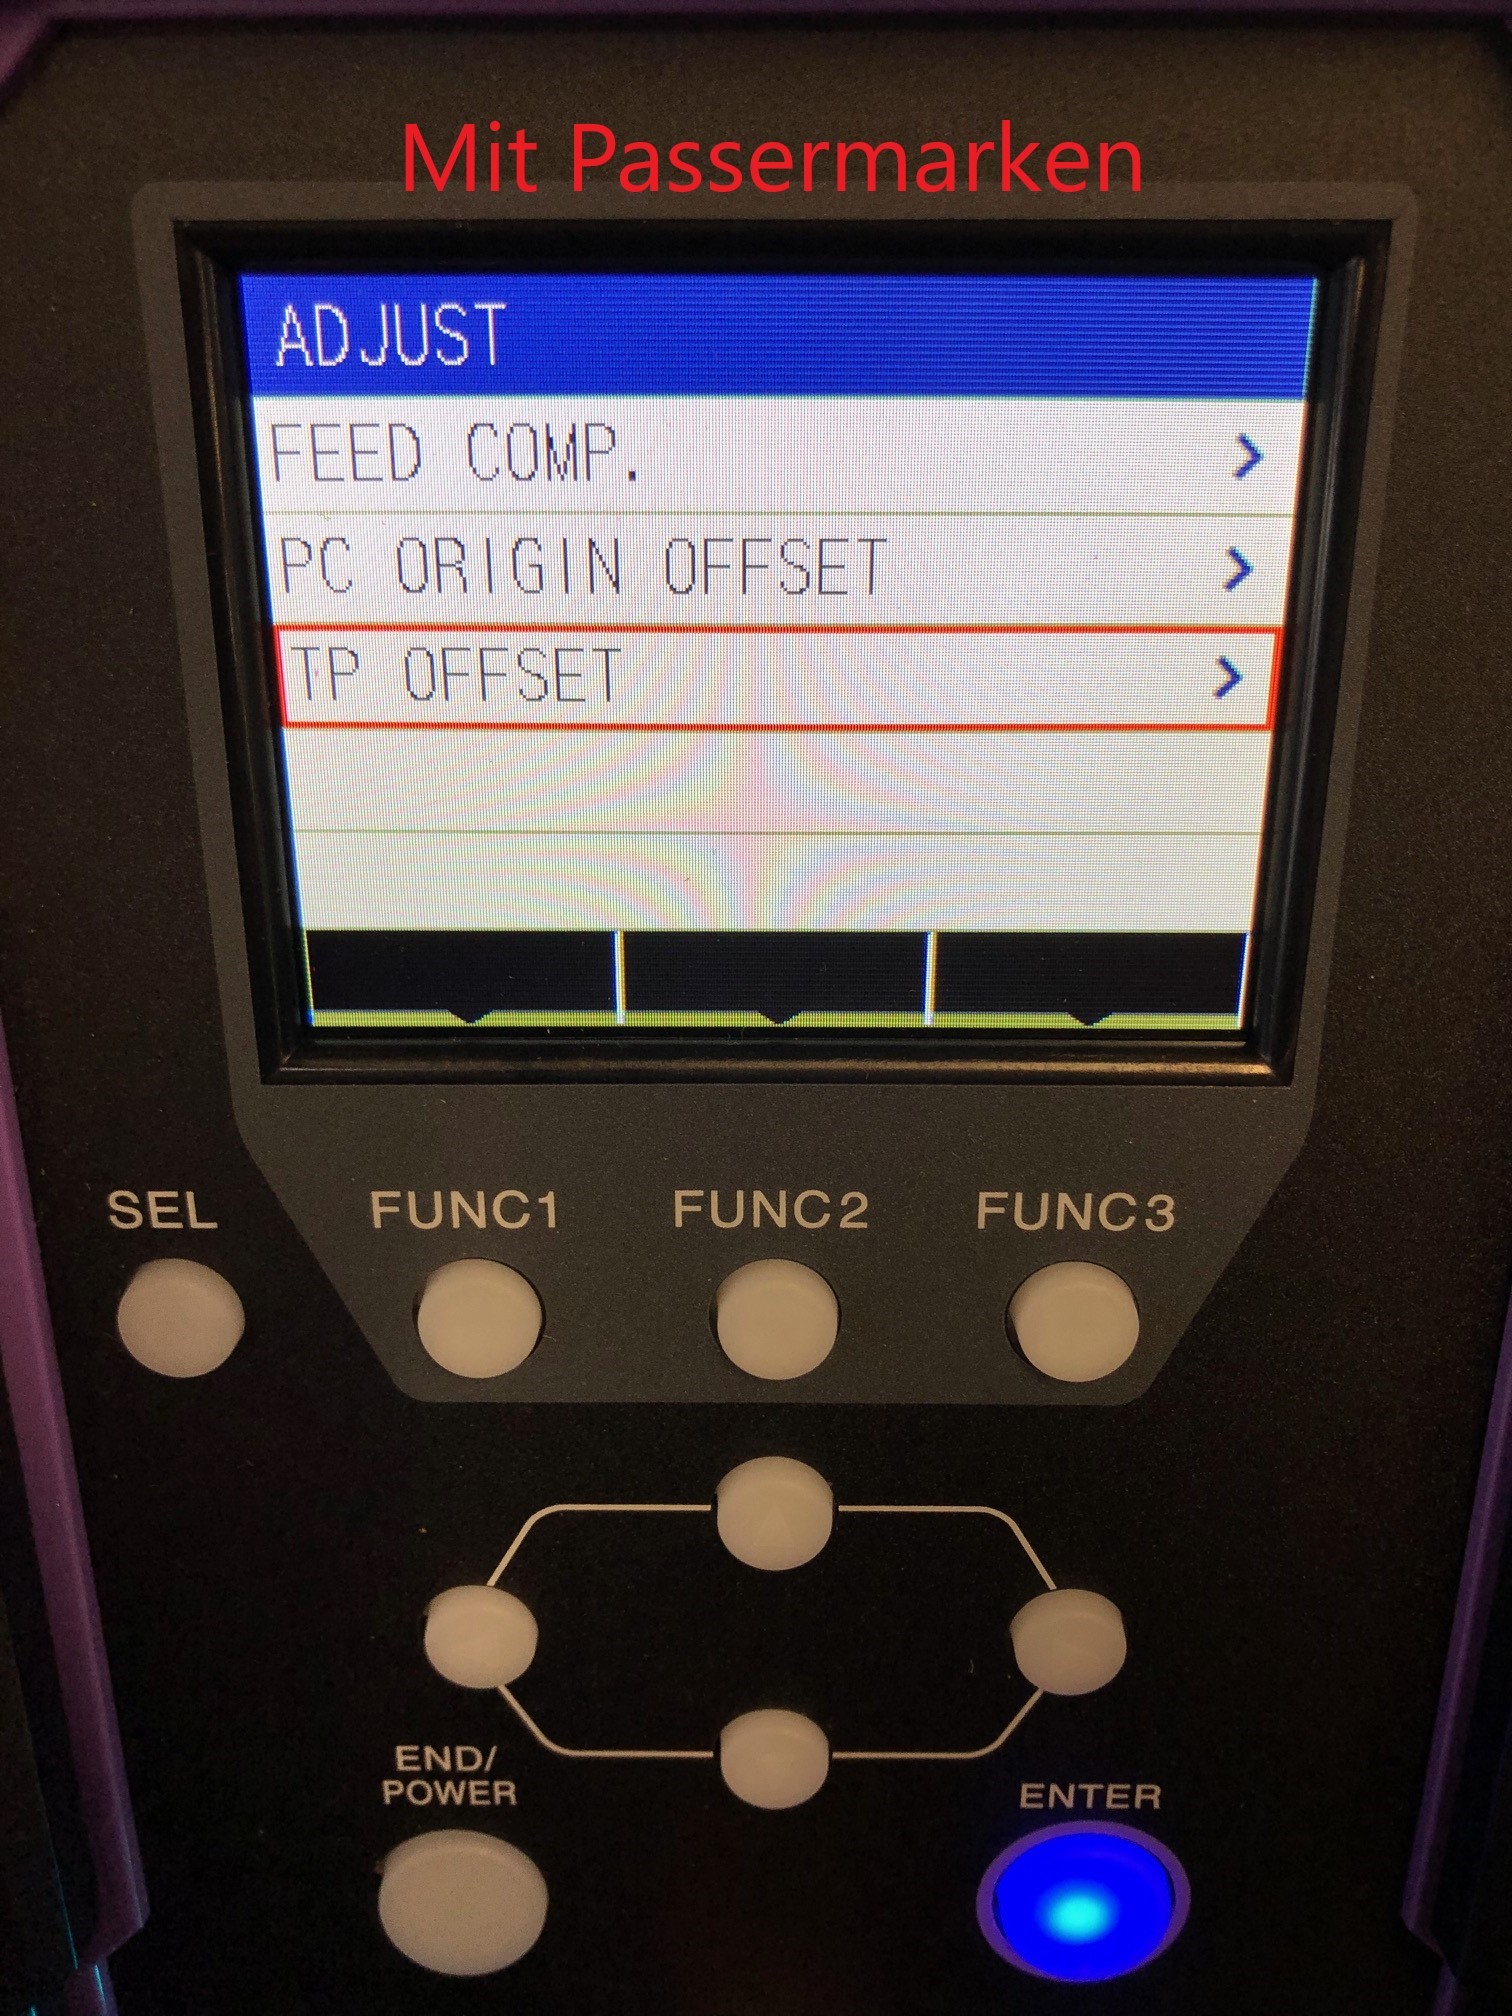 Mit Passermarken
ADJUST
FEED COMP.
PC ORIGIN OFFSET
TP OFFSET
SEL
FUNC1
FUNC2
FUNC3
END/
POWER
ENTER